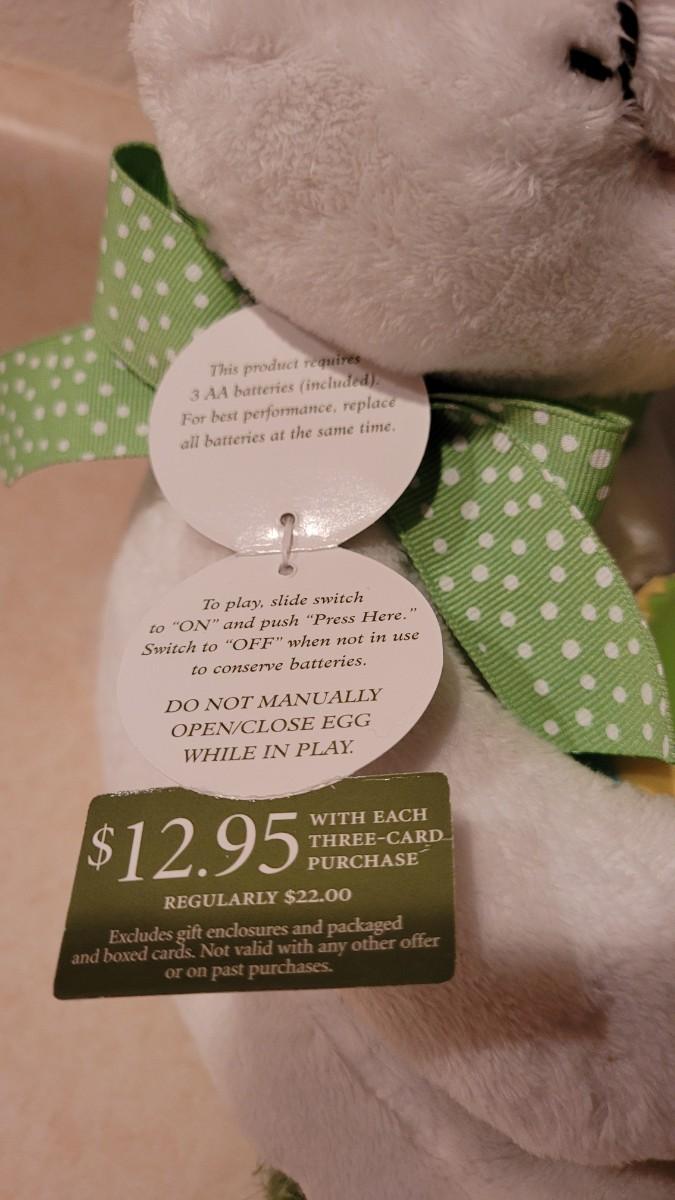 This product requires
3 AA batteries (included).
For best performance, replace
all batteries at the same time.
To play, slide switch
to “ON” and push “Press Here.”
Switch to “OFF” when not in use
to conserve batteries.
DO NOT MANUALLY
OPEN/CLOSE EGG
WHILE IN PLAY.
$12.95 WITH EACH
THREE-CARD
PURCHASE
REGULARLY $22.00
Excludes gift enclosures and packaged
and boxed cards. Not valid with any other offer
or on past purchases.